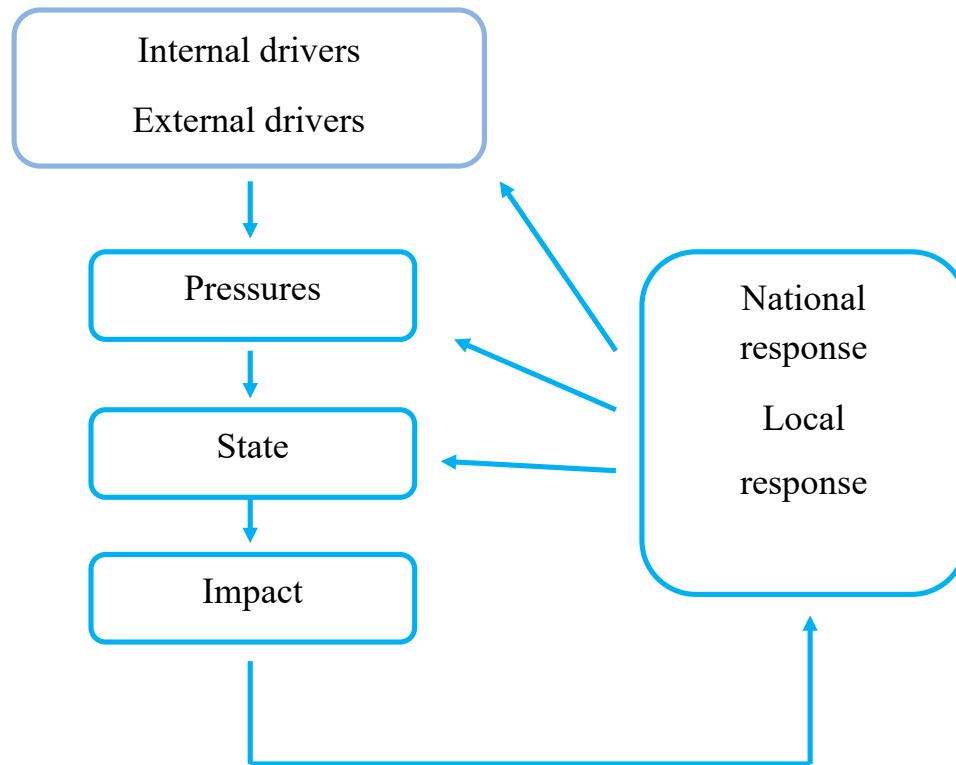 Internal drivers
External drivers
Pressures
State
Impact
National
response
Local
response